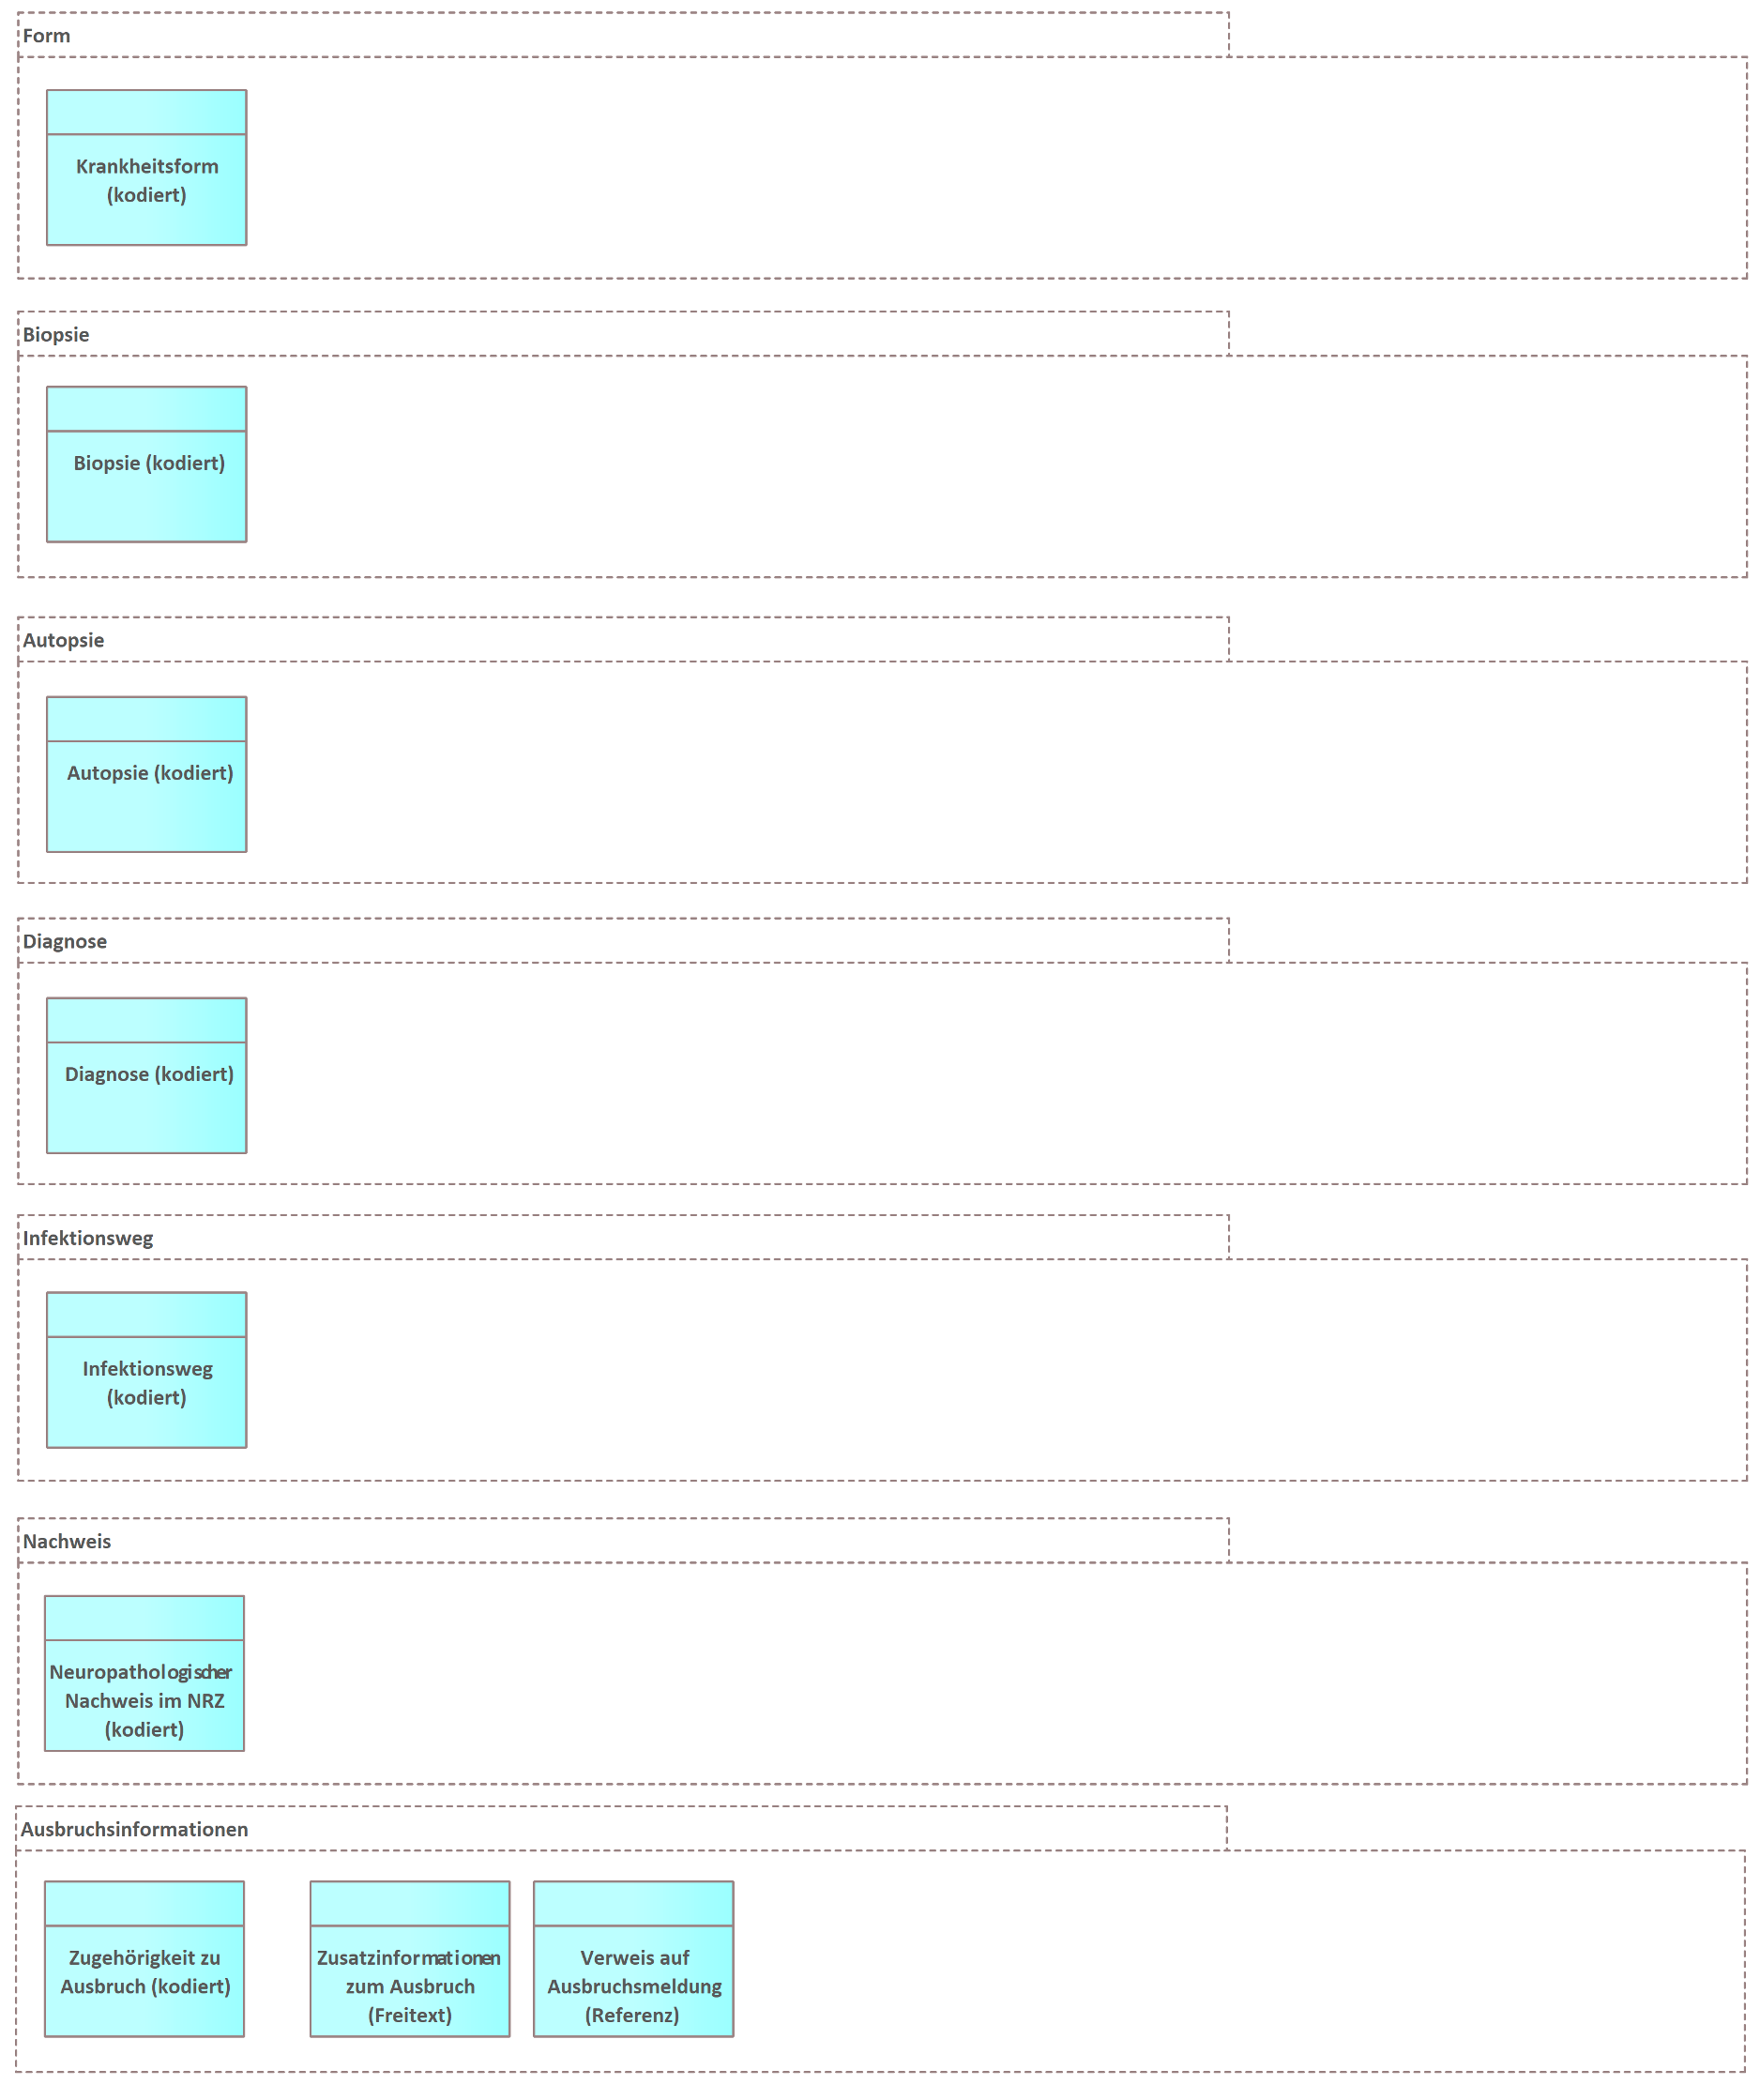 Form
Krankheitsform
(kodiert)
Biopsie
Biopsie (kodiert)
Autopsie
Autopsie (kodiert)
Diagnose
Diagnose (kodiert)
Infektionsweg
Infektionsweg
(kodiert)
Nachweis
Neuropathologischer
Nachweis im NRZ
(kodiert)
Ausbruchsinformationen
Zugehörigkeit zu
Ausbruch (kodiert)
Zusatzinformationen
zum Ausbruch
(Freitext)
Verweis auf
Ausbruchsmeldung
(Referenz)